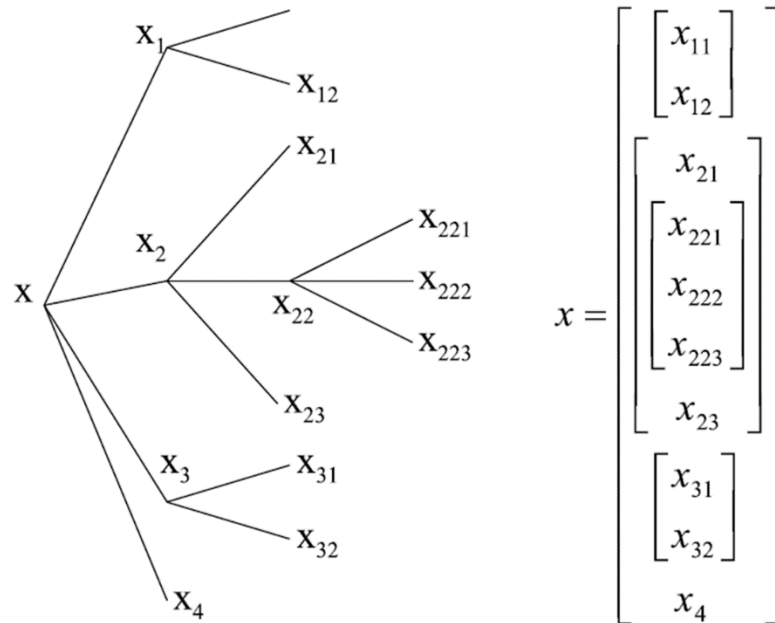 x₁
x₁₂
x₂₁
x₂
x₂₂₁
x
x₂₂
x₂₂₂
x₂₂₃
x₂₃
x₃
x₃₁
x₃₂
x₄
x =
x₁₁
x₁₂
x₂₁
x₂₂₁
x₂₂₂
x₂₂₃
x₂₃
x₃₁
x₃₂
x₄